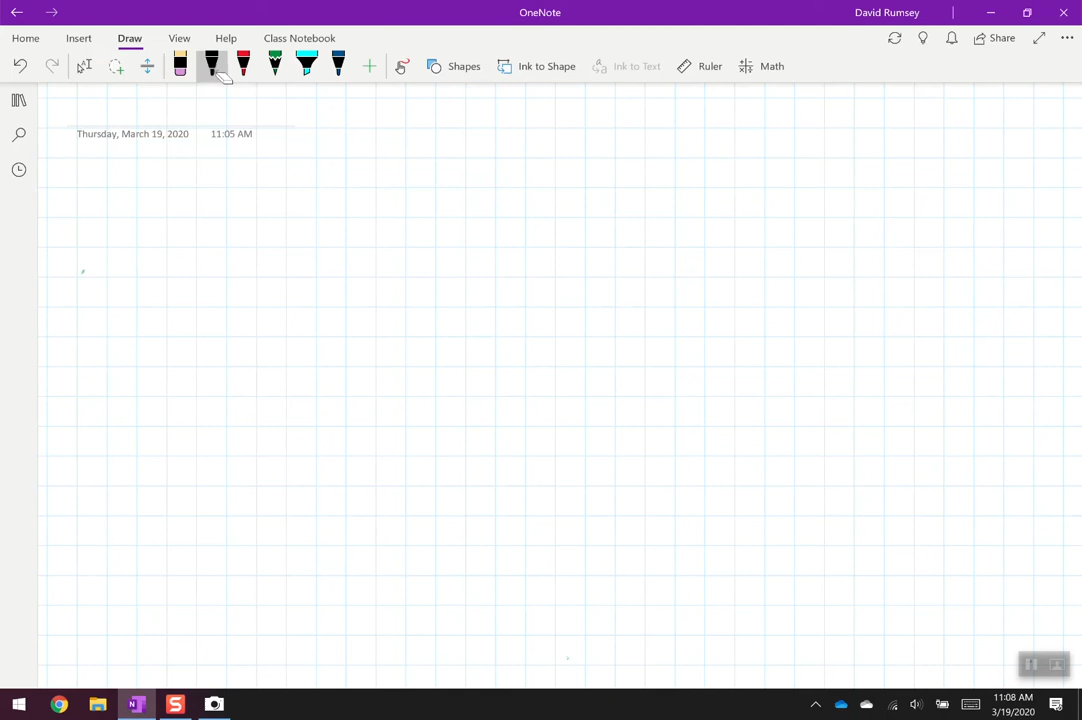 OneNote
David Rumsey
Home
Insert
Draw
View
Help
Class Notebook
Share
Shapes
Ink to Shape
Ink to Text
Ruler
Math
Thursday, March 19, 2020
11:05 AM
11:08 AM
3/19/2020